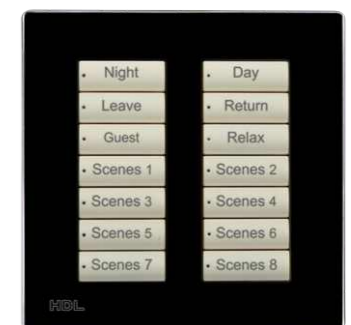 Night Day
Leave Return
Guest Relax
Scenes 1 Scenes 2
Scenes 3 Scenes 4
Scenes 5 Scenes 6
Scenes 7 Scenes 8
HDL